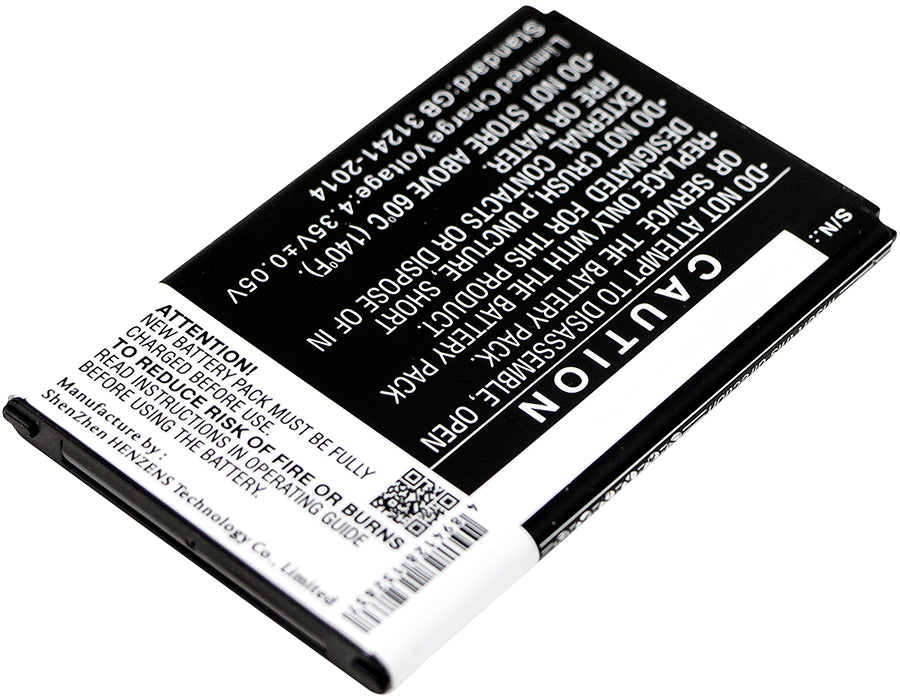 S/N.:
CAUTION
•DO NOT ATTEMPT TO DISASSEMBLE, OPEN
OR SERVICE THE BATTERY PACK.
•REPLACE ONLY WITH THE BATTERY PACK
DESIGNATED FOR THIS PRODUCT.
•DO NOT CRUSH, PUNCTURE, SHORT
EXTERNAL CONTACTS OR DISPOSE OF IN
FIRE OR WATER.
•DO NOT STORE ABOVE 60°C (140°F).
Limited Charge Voltage:4.35V±0.05V
Standard:GB 31241-2014
ATTENTION!
NEW BATTERY PACK MUST BE FULLY
CHARGED BEFORE USE.
TO REDUCE RISK OF FIRE OR BURNS
READ INSTRUCTIONS IN OPERATING GUIDE
BEFORE USING THE BATTERY.
Manufacture by :
ShenZhen HENZENS Technology Co., Limited